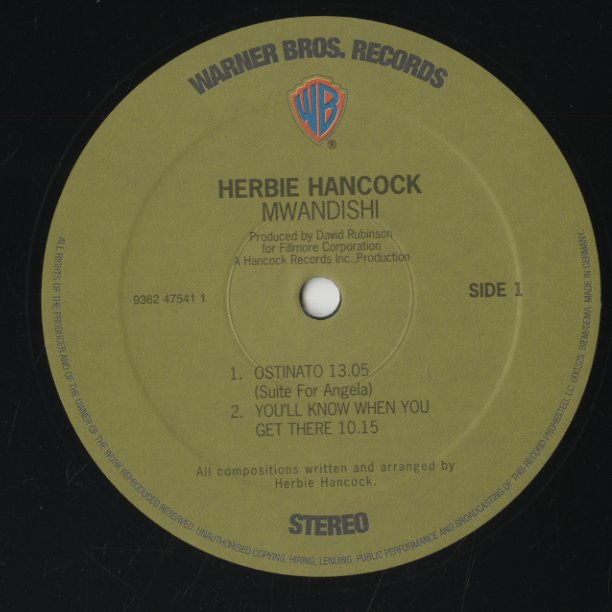 WARNER BROS. RECORDS
WB
®
HERBIE HANCOCK
MWANDISHI
Produced by David Rubinson
for Fillmore Corporation
A Hancock Records Inc.,Production
9362 47541 1
SIDE 1
1. OSTINATO 13.05
(Suite For Angela)
2. YOU'LL KNOW WHEN YOU
GET THERE 10.15
All compositions written and arranged by
Herbie Hancock.
STEREO
ALL RIGHTS OF THE PRODUCER AND OF THE OWNER OF THE WORK REPRODUCED RESERVED. UNAUTHORISED COPYING, HIRING, LENDING, PUBLIC PERFORMANCE AND BROADCASTING OF THIS RECORD PROHIBITED. LC 000325. BIEM/GEMA. MADE IN GERMANY.